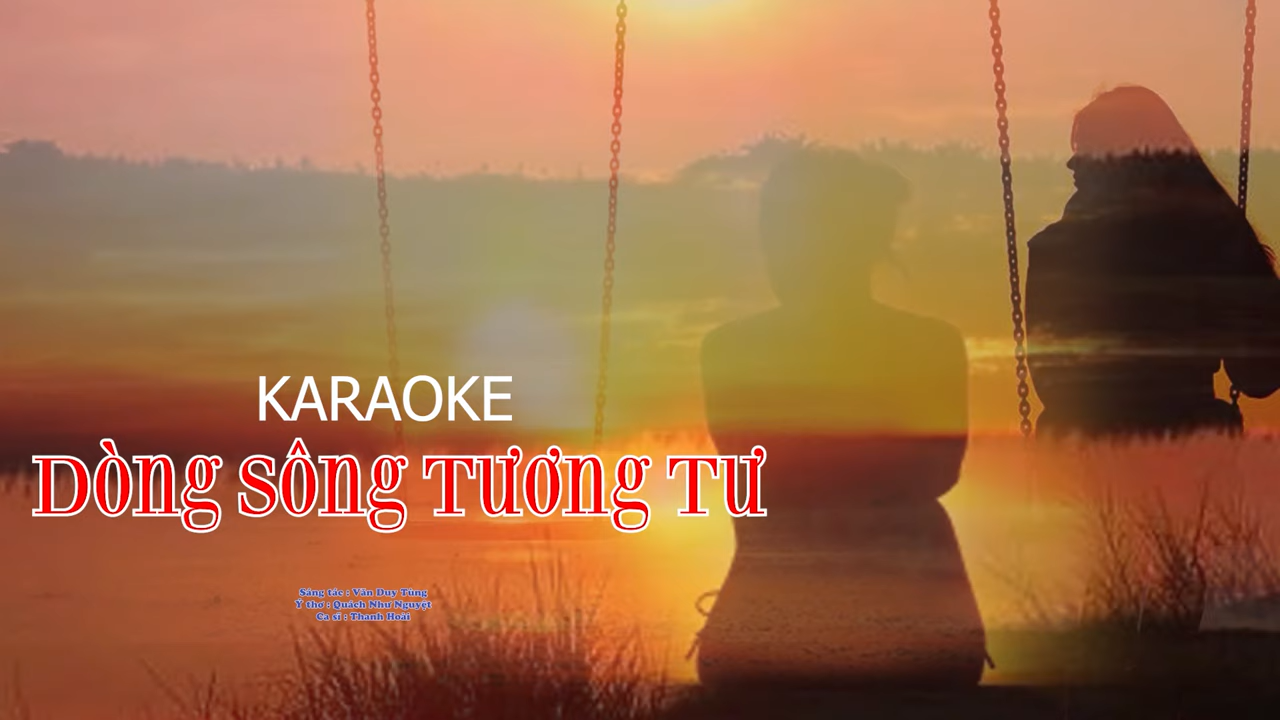 KARAOKE
Dòng Sông Tương Tư
Sáng tác : Văn Duy Tùng
Ý thơ : Quách Như Nguyệt
Ca sĩ : Thanh Hoài